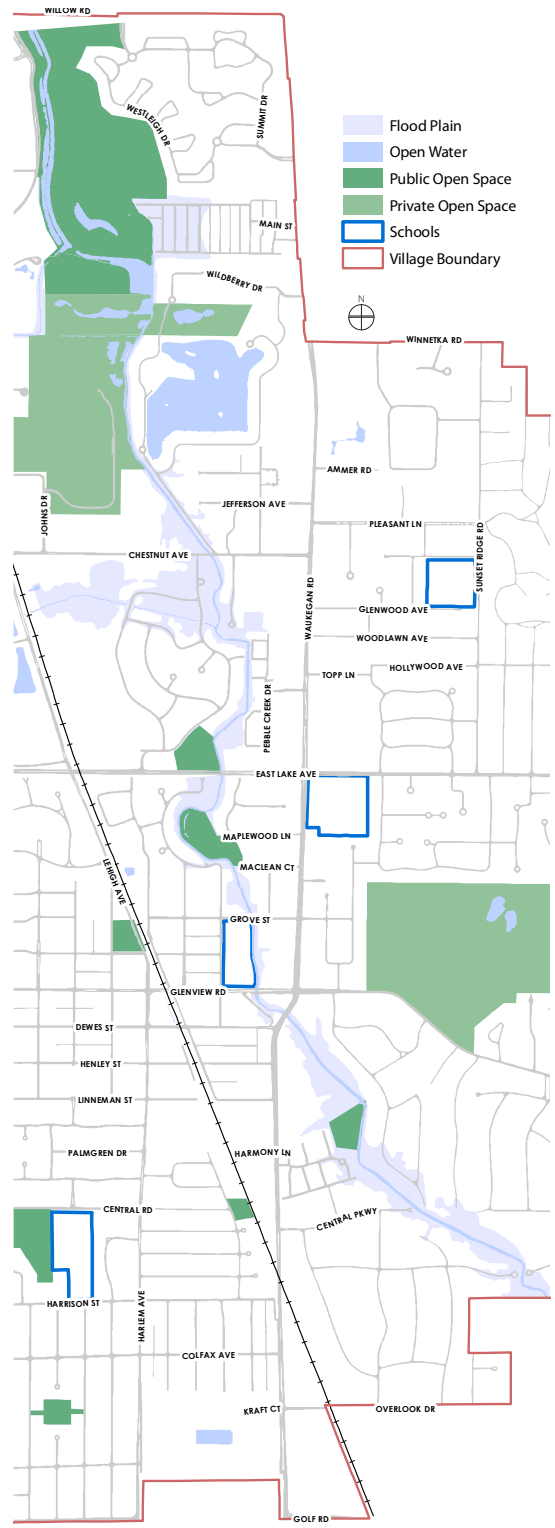 WILLOW RD
WESTLEIGH DR
SUMMIT DR
Flood Plain
Open Water
Public Open Space
Private Open Space
Schools
Village Boundary
MAIN ST
WILDBERRY DR
N
WINNETKA RD
AMMER RD
JEFFERSON AVE
JOHNS DR
PLEASANT LN
SUNSET RIDGE RD
CHESTNUT AVE
WAUKEGAN RD
GLENWOOD AVE
WOODLAWN AVE
HOLLYWOOD AVE
TOPP LN
PEBBLE CREEK DR
EAST LAKE AVE
MAPLEWOOD LN
LEHIGH AVE
MACLEAN CT
GROVE ST
GLENVIEW RD
DEWES ST
HENLEY ST
LINNEMAN ST
PALMGREN DR
HARMONY LN
CENTRAL RD
CENTRAL PKWY
HARRISON ST
HARLEM AVE
COLFAX AVE
KRAFT CT
OVERLOOK DR
GOLF RD